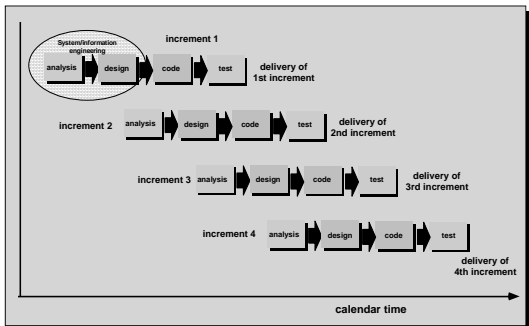 increment 1
System/information
engineering
analysis design code test
delivery of
1st increment
increment 2
analysis design code test
delivery of
2nd increment
increment 3
analysis design code test
delivery of
3rd increment
increment 4
analysis design code test
delivery of
4th increment
calendar time